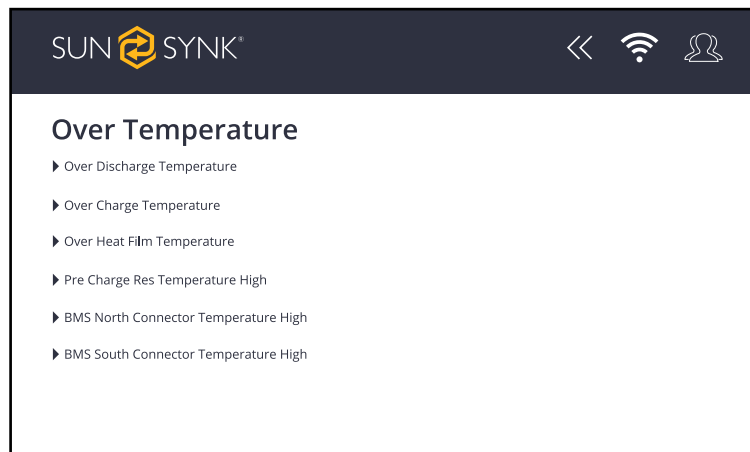 SUN SYNK®
Over Temperature
Over Discharge Temperature
Over Charge Temperature
Over Heat Film Temperature
Pre Charge Res Temperature High
BMS North Connector Temperature High
BMS South Connector Temperature High